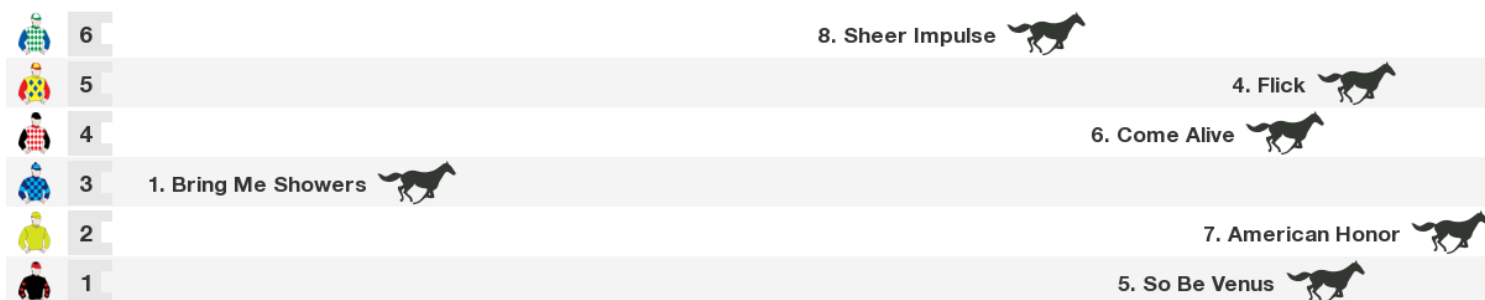 6 8. Sheer Impulse
5 4. Flick
4 6. Come Alive
3 1. Bring Me Showers
2 7. American Honor
1 5. So Be Venus